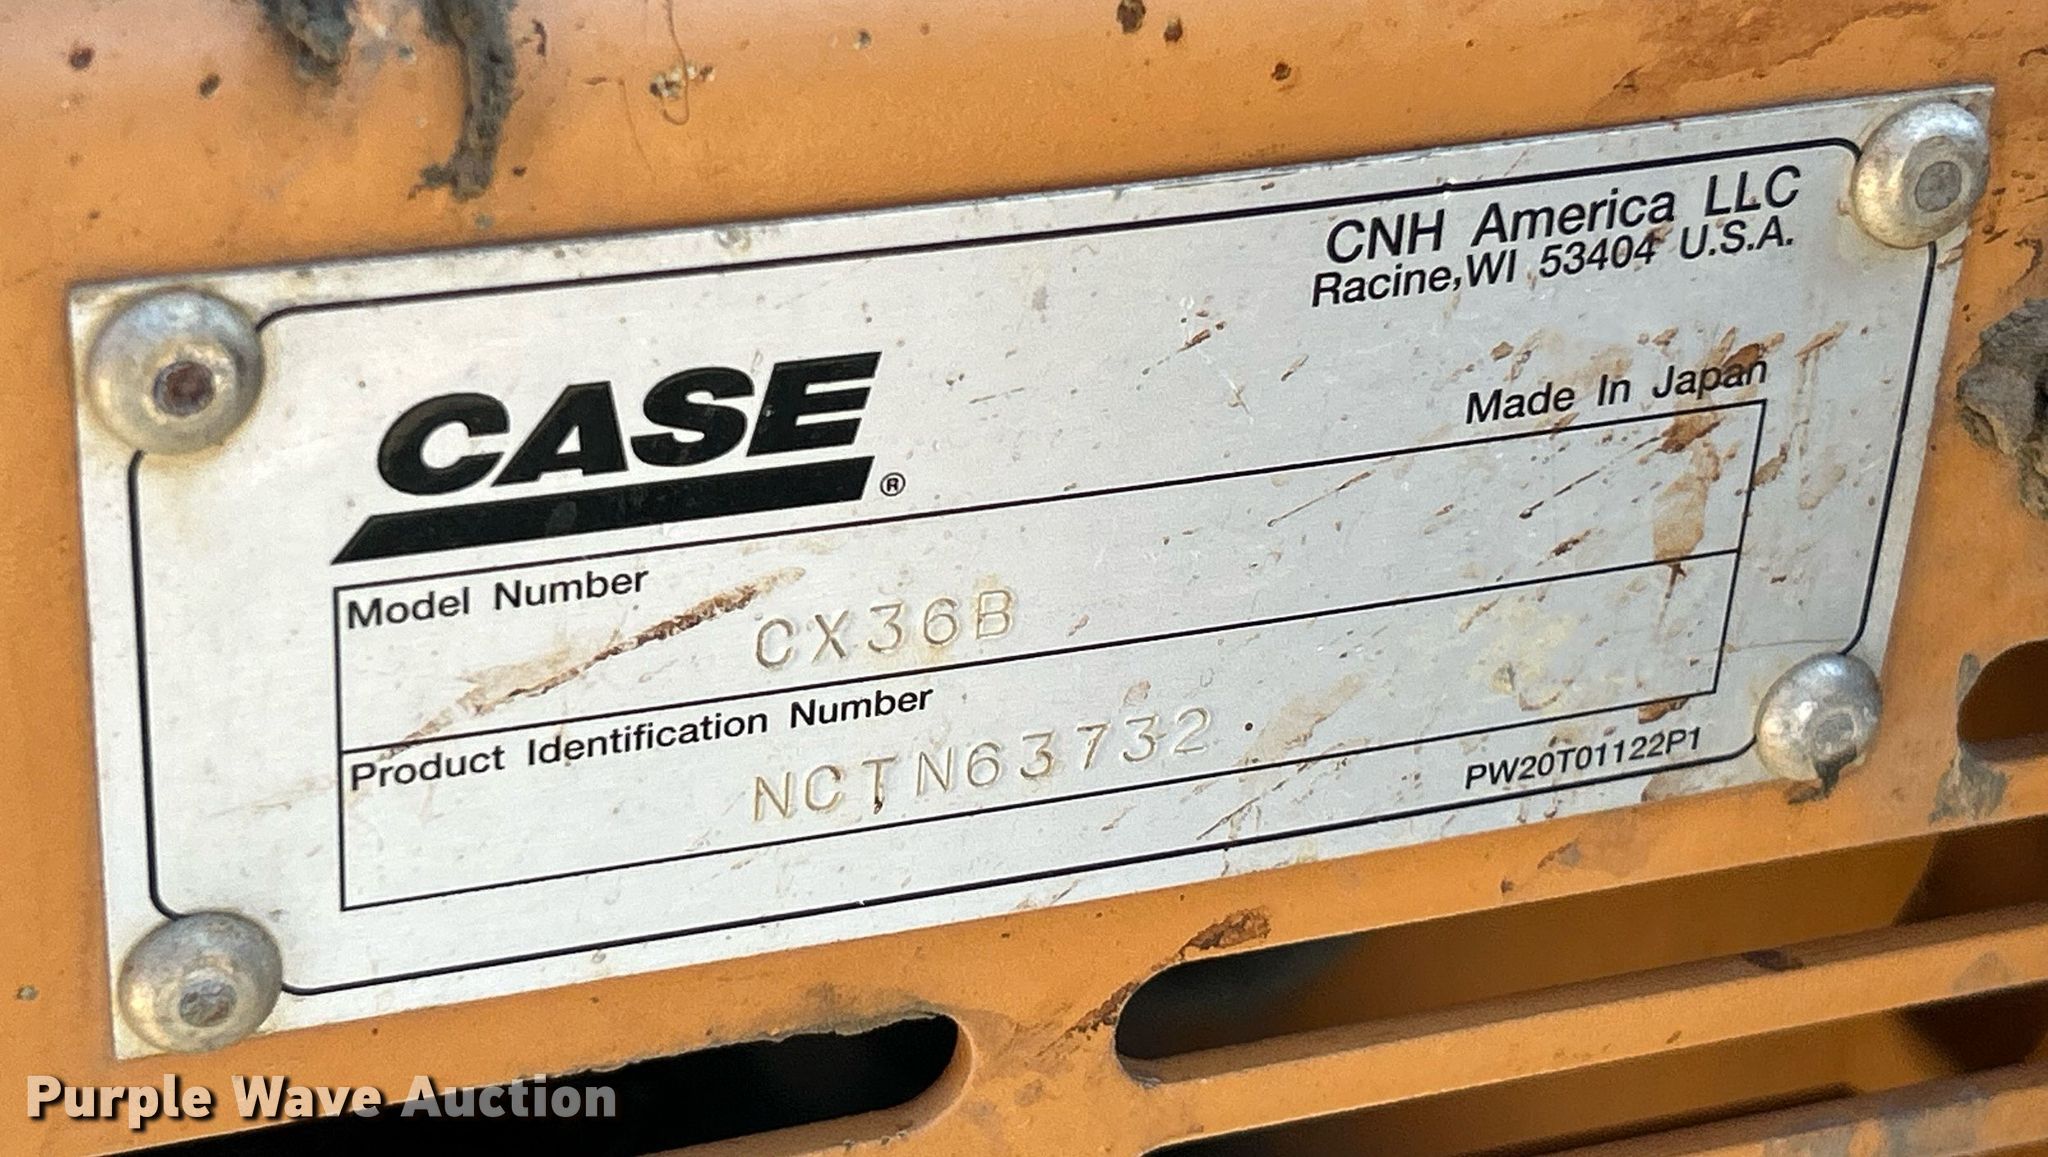 CNH America LLC
Racine,WI 53404 U.S.A.
CASE®
Made In Japan
Model Number
CX36B
Product Identification Number
NCTN63732
PW20T01122P1
Purple Wave Auction